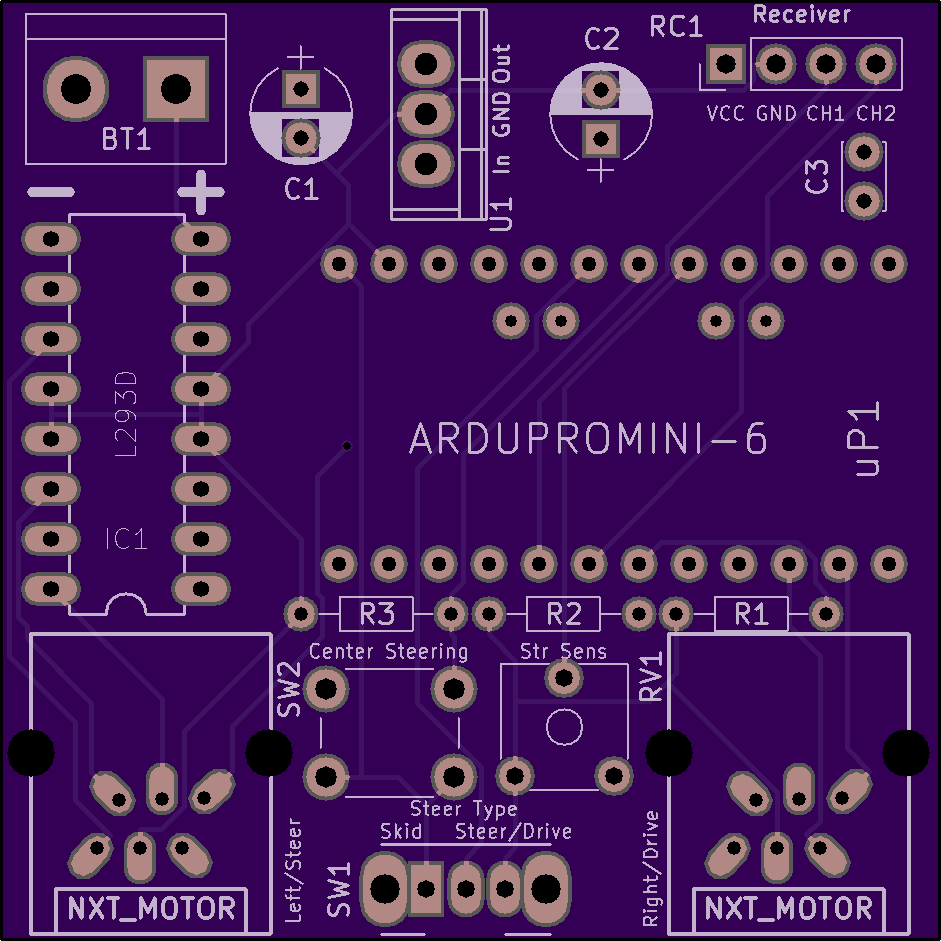 Receiver
RC1
C2
VCC GND CH1 CH2
BT1
C1
In GND Out
U1
C3
− +
L293D
IC1
ARDUPROMINI-6
uP1
R3
R2
R1
Center Steering
Str Sens
SW2
RV1
Steer Type
Skid Steer/Drive
Left/Steer
SW1
Right/Drive
NXT_MOTOR
NXT_MOTOR